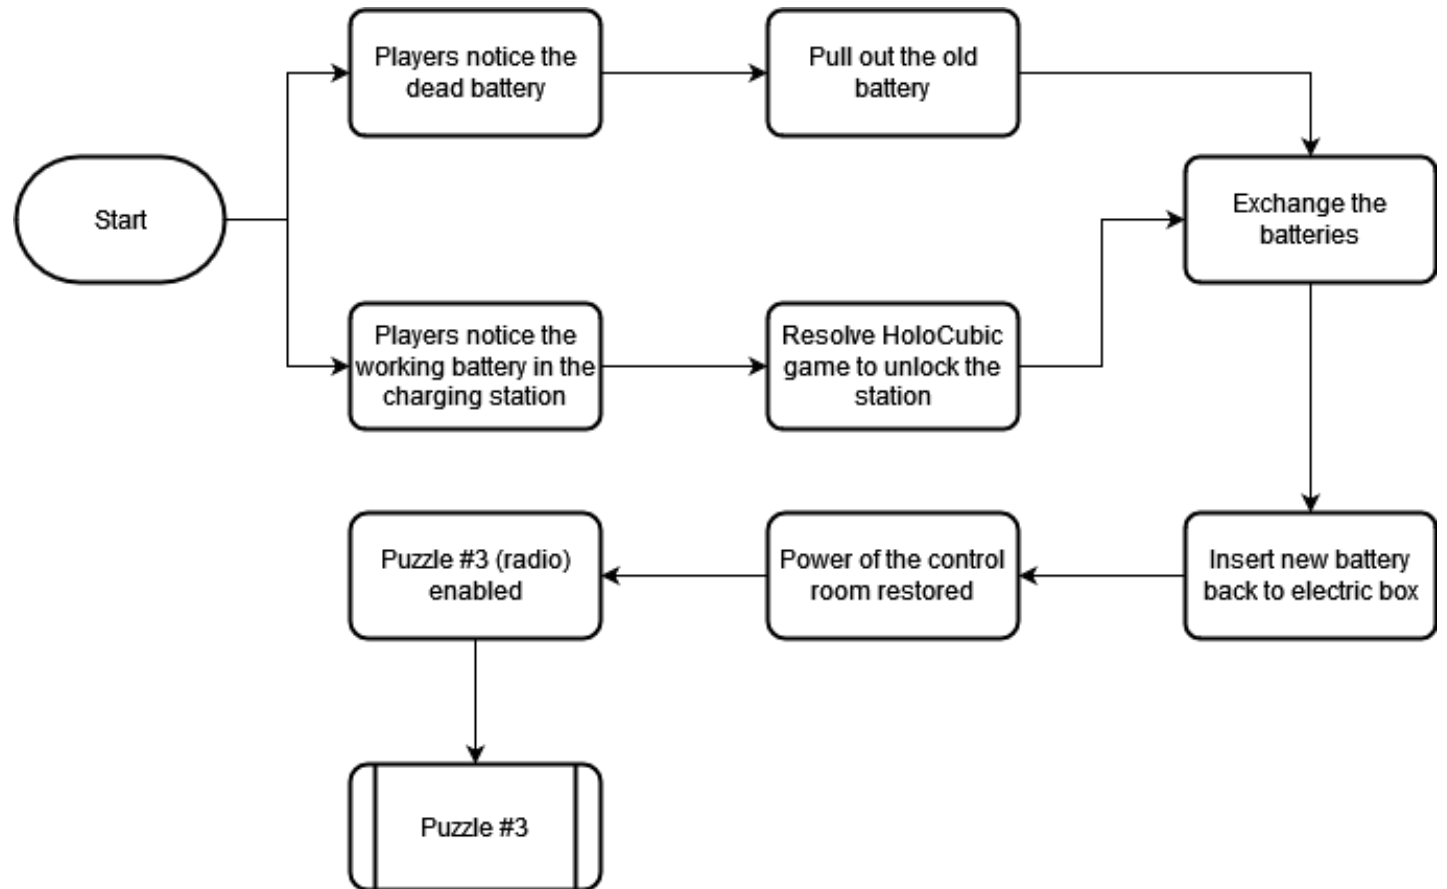 Players notice the
dead battery
Pull out the old
battery
Start
Exchange the
batteries
Players notice the
working battery in the
charging station
Resolve HoloCubic
game to unlock the
station
Puzzle #3 (radio)
enabled
Power of the control
room restored
Insert new battery
back to electric box
Puzzle #3